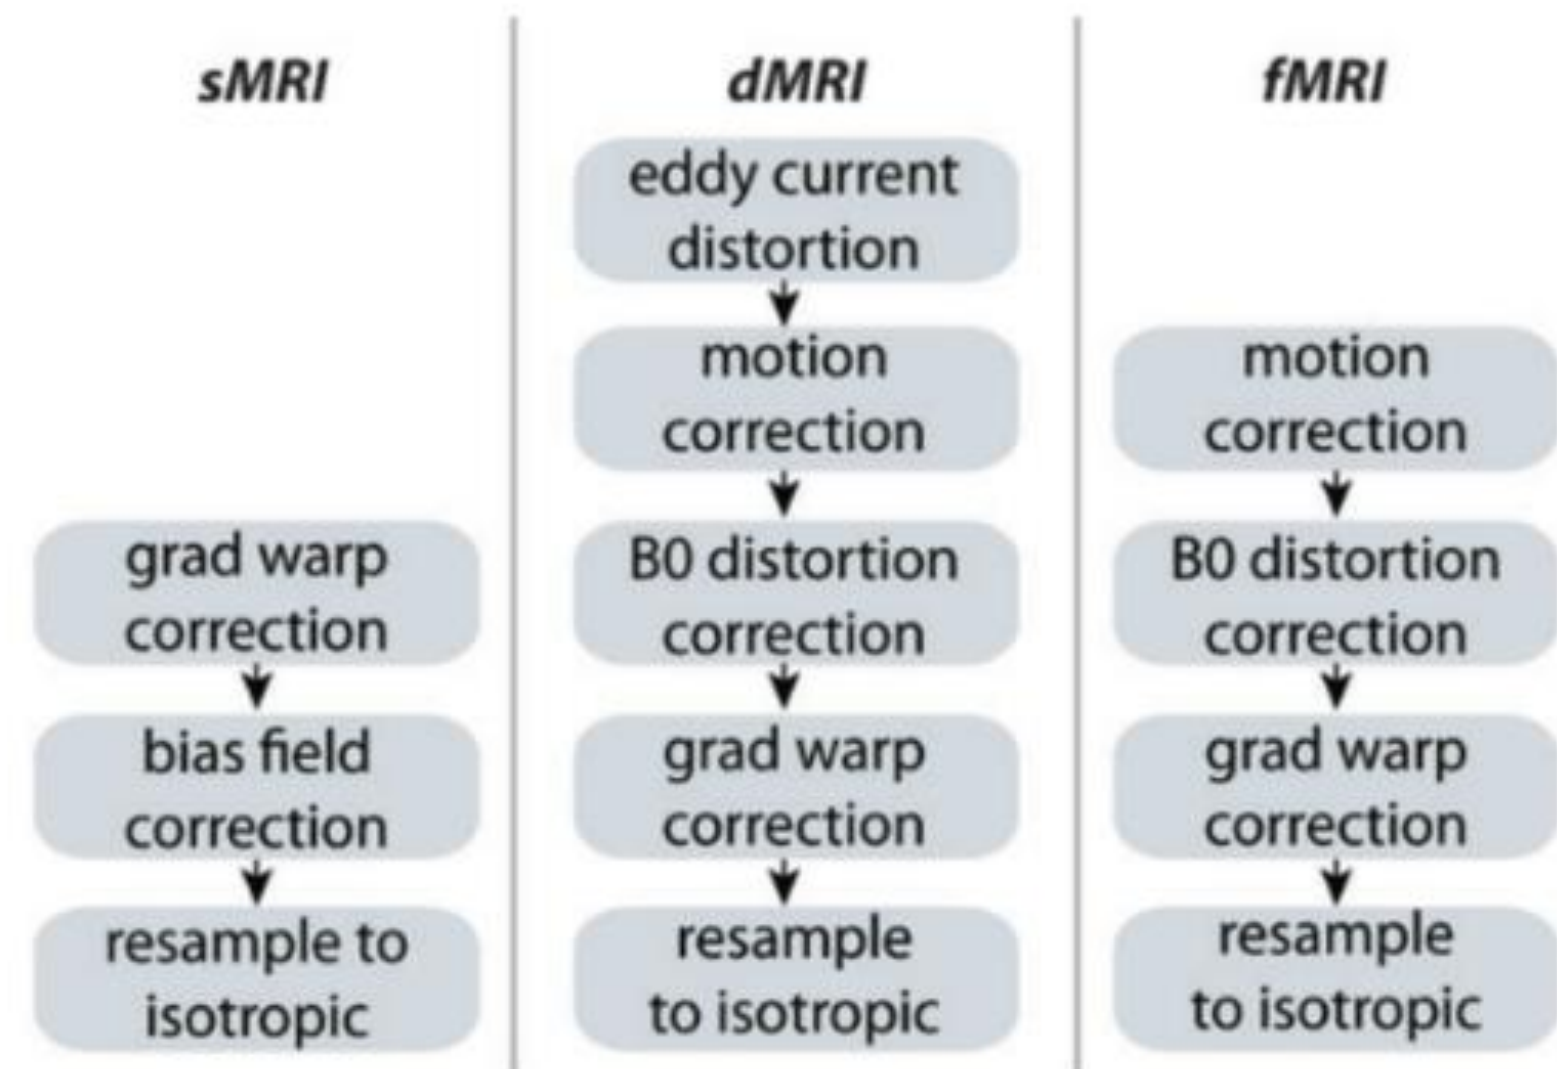 sMRI
grad warp
correction
bias field
correction
resample to
isotropic
dMRI
eddy current
distortion
motion
correction
B0 distortion
correction
grad warp
correction
resample
to isotropic
fMRI
motion
correction
B0 distortion
correction
grad warp
correction
resample
to isotropic